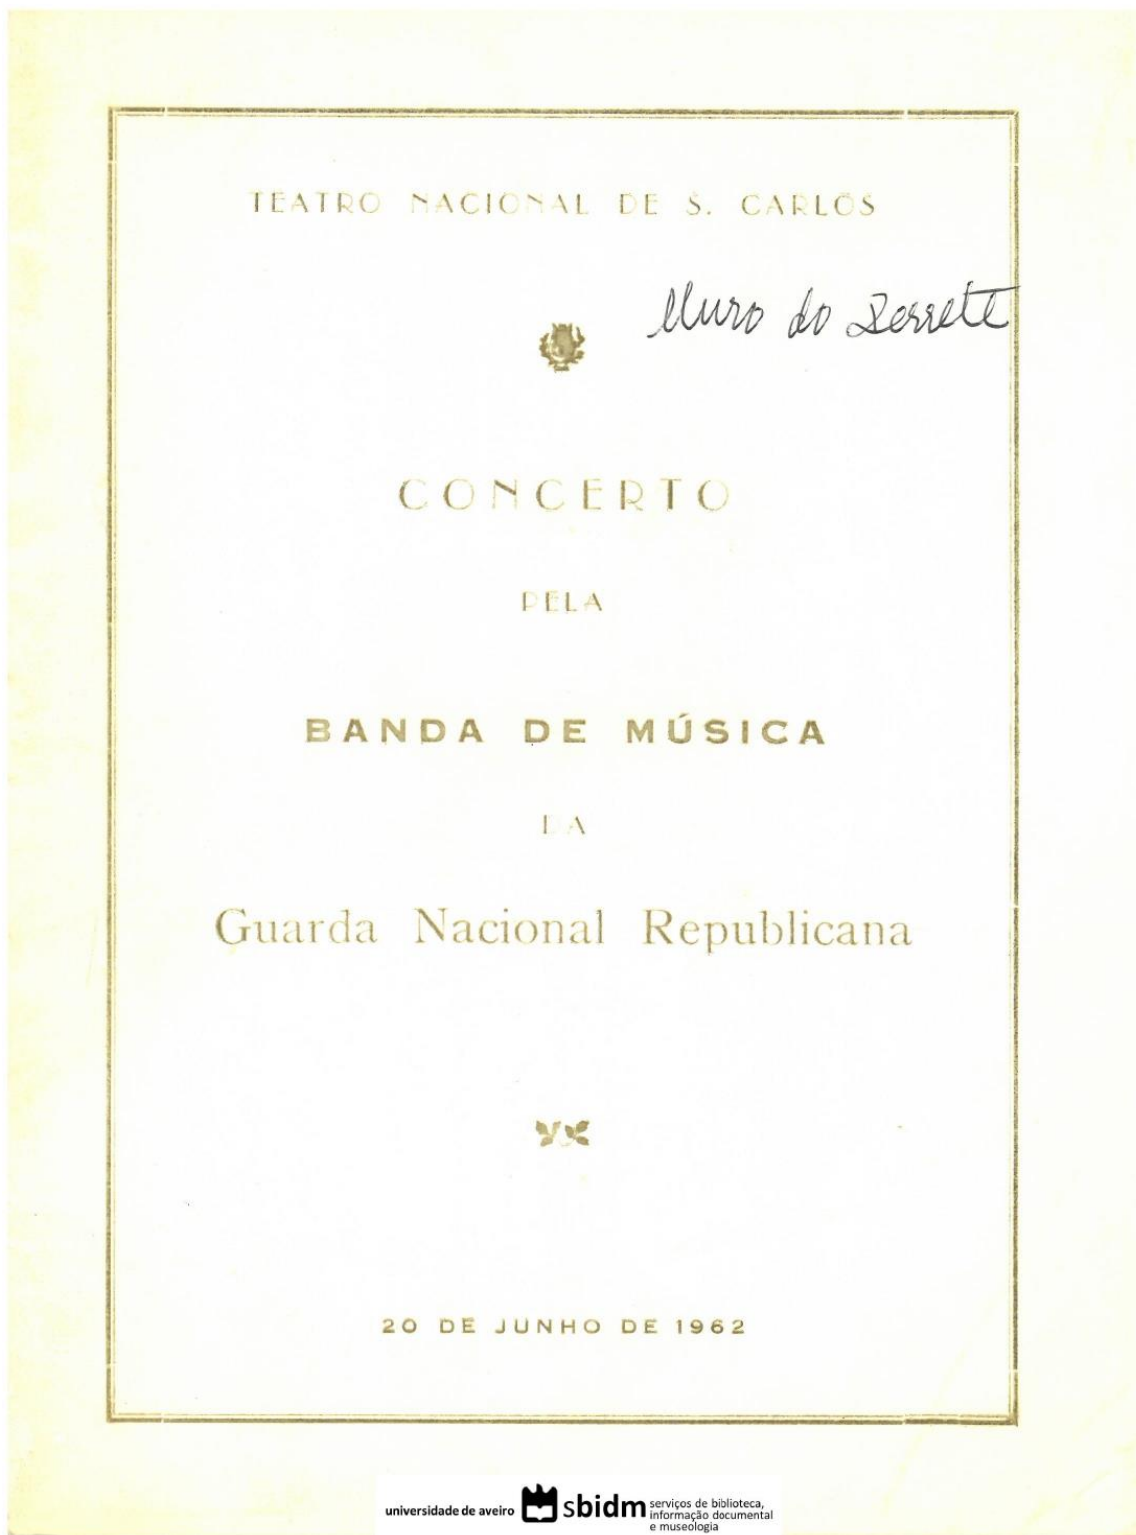 TEATRO NACIONAL DE S. CARLOS
Muro do Derrete
CONCERTO
PELA
BANDA DE MÚSICA
DA
Guarda Nacional Republicana
20 DE JUNHO DE 1962
universidade de aveiro sbidm serviços de biblioteca,
informação documental
e museologia